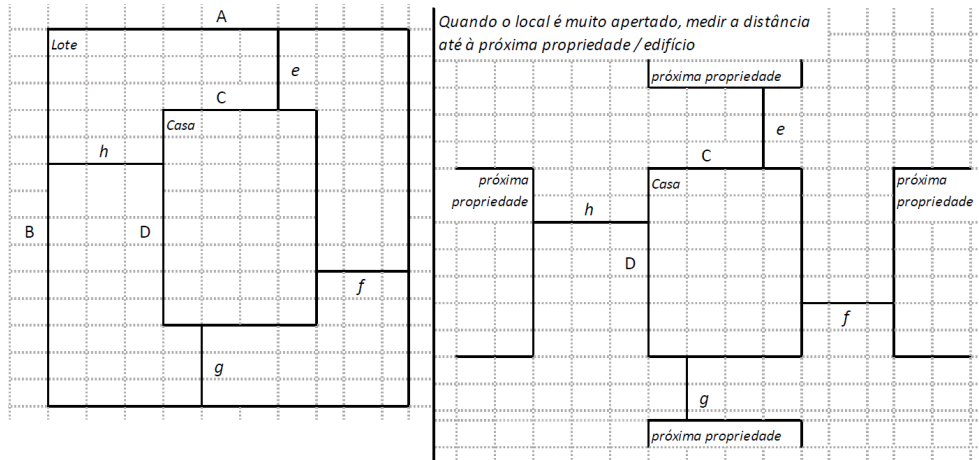 A
Lote
e
C
Casa
h
B
D
f
g
Quando o local é muito apertado, medir a distância
até à próxima propriedade / edifício
próxima propriedade
e
C
próxima
propriedade
Casa
próxima
propriedade
h
D
f
g
próxima propriedade